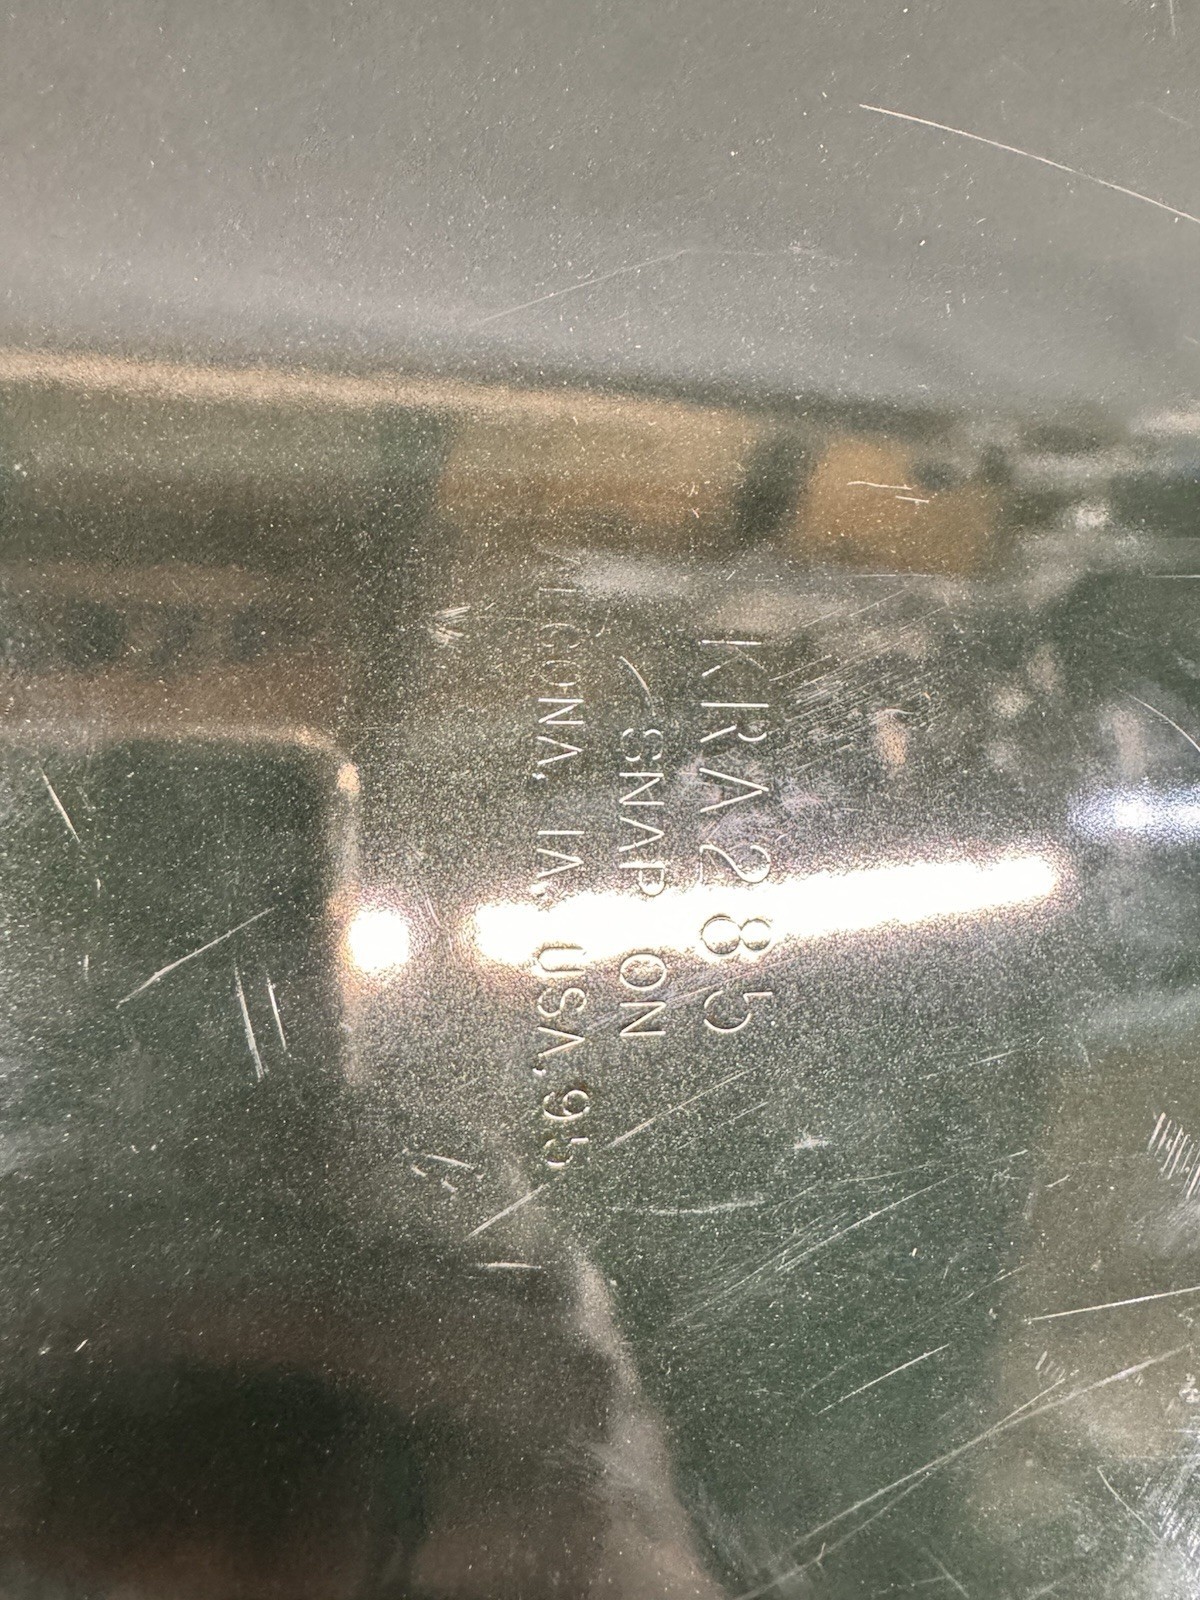 KRA285
SNAP ON
ALGONA, IA, USA, 95